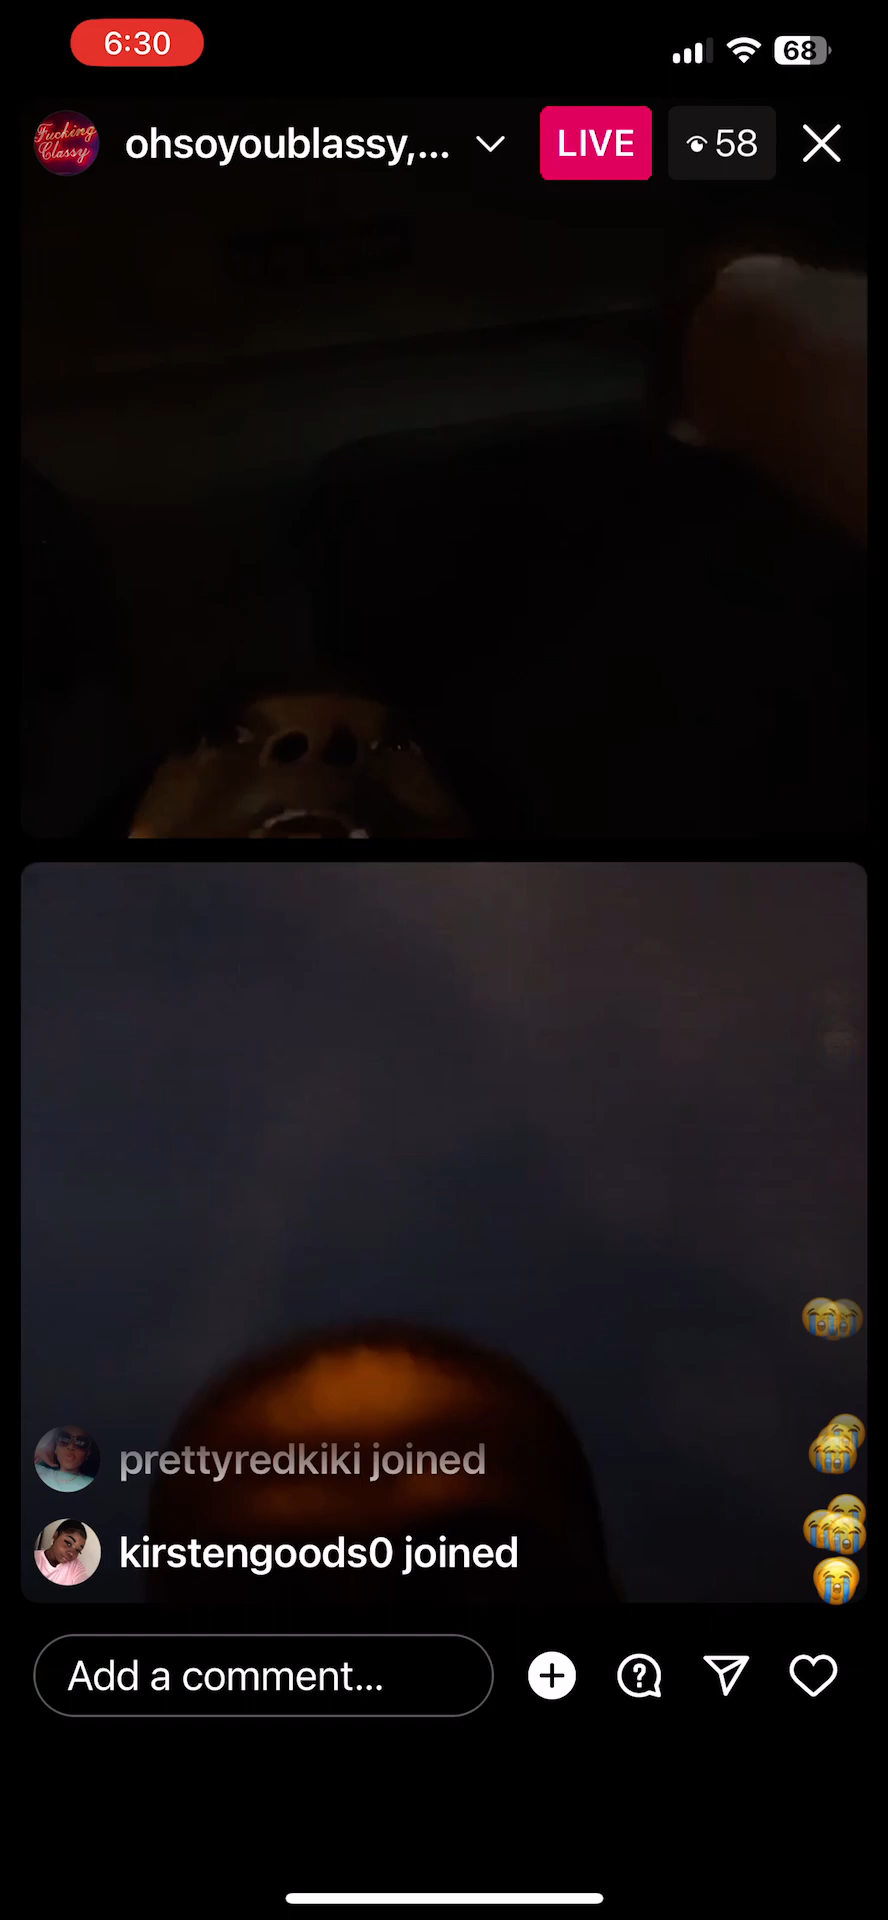 6:30
68
Fucking
Classy
ohsoyoublassy,...
LIVE
58
prettyredkiki joined
kirstengoods0 joined
Add a comment...